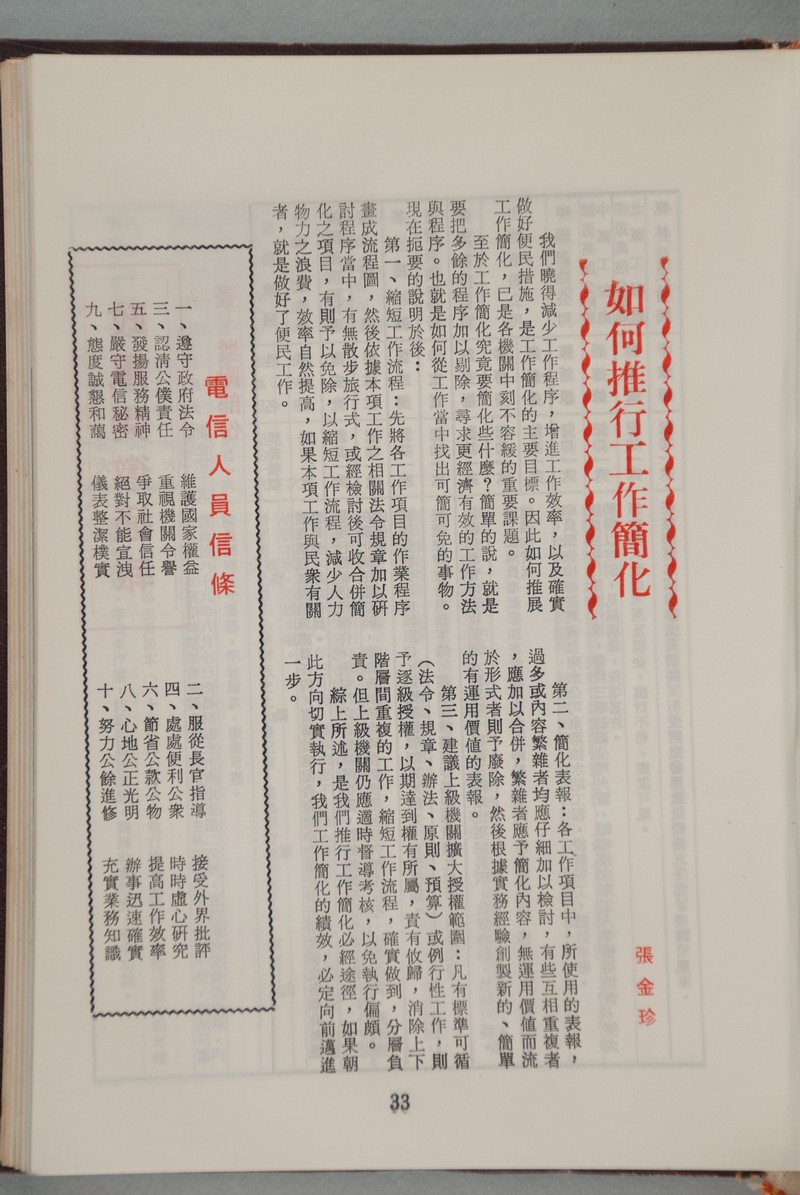 如何推行工作簡化
張金珍
我們曉得減少工作程序，增進工作效率，以及確實
做好便民措施，是工作簡化的主要目標。因此如何推展
工作簡化，已是各機關中刻不容緩的重要課題。
至於工作簡化究竟要簡化些什麼？簡單的說，就是
要把多餘的程序加以剔除，尋求更經濟有效的工作方法
與程序。也就是如何從工作當中找出可簡可免的事物。
現在扼要的說明於後：
第一、縮短工作流程：先將各工作項目的作業程序
畫成流程圖，然後依據本項工作之相關法令規章加以研
討程序當中，有無散步旅行式，或經檢討後可收合併簡
化之項目，有則予以免除，以縮短工作流程，減少人力
物力之浪費，效率自然提高，如果本項工作與民衆有關
者，就是做好了便民工作。
第二、簡化表報：各工作項目中，所使用的表報，
過多或內容繁雜者均應仔細加以檢討，有些互相重複者
，應加以合併，繁雜者應予簡化內容，無運用價值而流
於形式者則予廢除，然後根據實務經驗創製新的、簡單
的有運用價值的表報。
第三、建議上級機關擴大授權範圍：凡有標準可循
（法令、規章、辦法、原則、預算）或例行性工作，則
予逐級授權，以期達到權有所屬，責有攸歸，消除上下
階層間重複的工作，縮短工作流程，確實做到，分層負
責。但上級機關仍應適時督導考核，以免執行偏頗。
綜上所述，是我們推行工作簡化必經途徑，如果朝
此方向切實執行，我們工作簡化的績效，必定向前邁進
一步。
電信人員信條
一、遵守政府法令　維護國家權益
二、服從長官指導　接受外界批評
三、認清公僕責任　重視機關令譽
四、處處便利公衆　時時虛心研究
五、發揚服務精神　爭取社會信任
六、節省公款公物　提高工作效率
七、嚴守電信秘密　絕對不能宣洩
八、心地公正光明　辦事迅速確實
九、態度誠懇和藹　儀表整潔樸實
十、努力公餘進修　充實業務知識
33